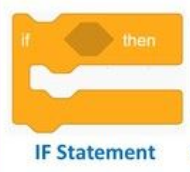 if then
IF Statement